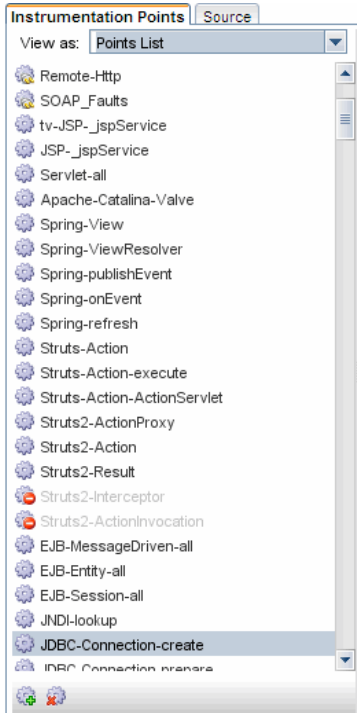 Instrumentation Points Source
View as: Points List
Remote-Http
SOAP_Faults
tv-JSP-_jspService
JSP-_jspService
Servlet-all
Apache-Catalina-Valve
Spring-View
Spring-ViewResolver
Spring-publishEvent
Spring-onEvent
Spring-refresh
Struts-Action
Struts-Action-execute
Struts-Action-ActionServlet
Struts2-ActionProxy
Struts2-Action
Struts2-Result
Struts2-Interceptor
Struts2-ActionInvocation
EJB-MessageDriven-all
EJB-Entity-all
EJB-Session-all
JNDI-lookup
JDBC-Connection-create
JDBC-Connection-prepare